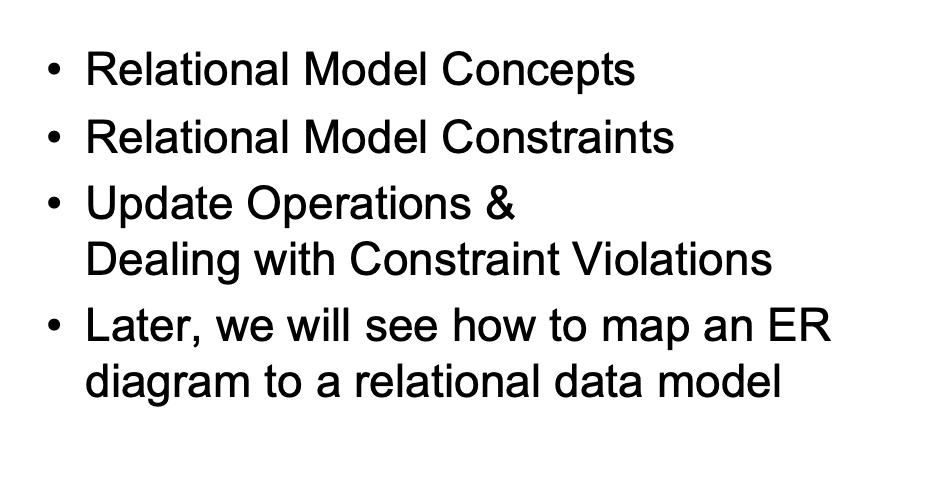 • Relational Model Concepts
• Relational Model Constraints
• Update Operations &
Dealing with Constraint Violations
• Later, we will see how to map an ER
diagram to a relational data model